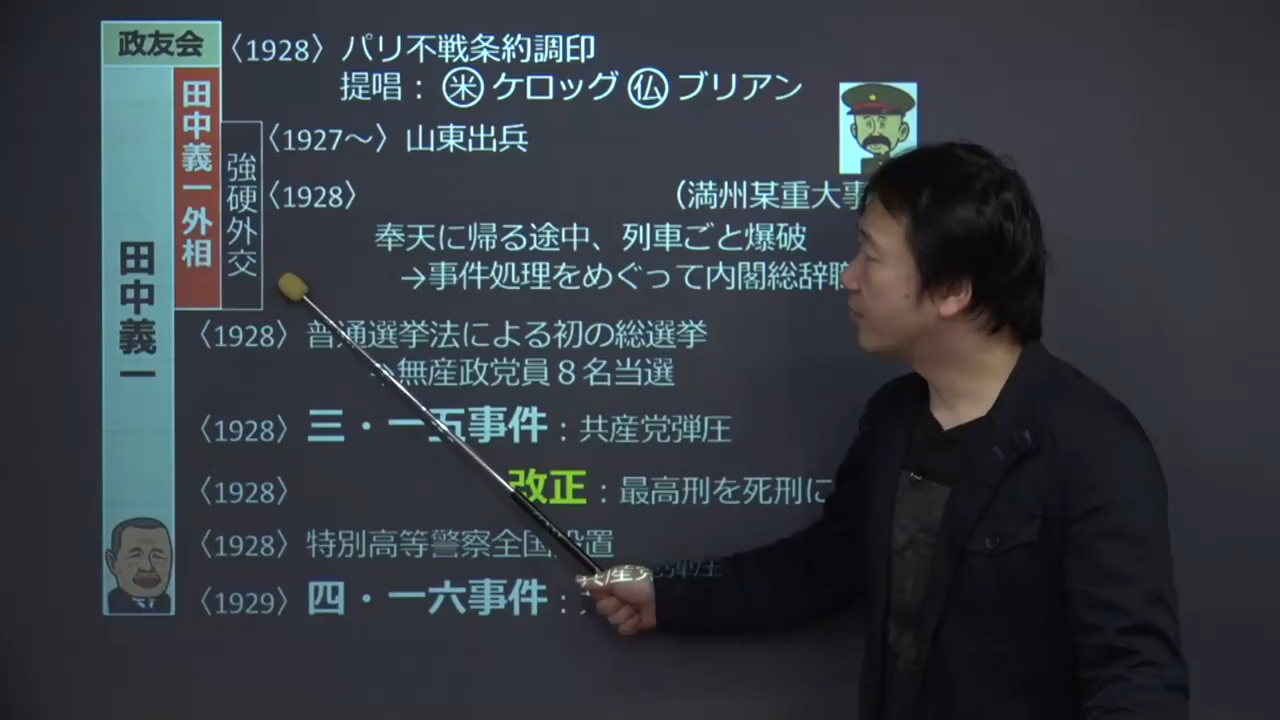 政友会
田中義一外相
強硬外交
田中義一
〈1928〉パリ不戦条約調印
提唱：㊍ケロッグ ㊋ブリアン
〈1927～〉山東出兵
〈1928〉 （満州某重大事
奉天に帰る途中、列車ごと爆破
→事件処理をめぐって内閣総辞職
〈1928〉普通選挙法による初の総選挙
→無産政党員８名当選
〈1928〉三・一五事件：共産党弾圧
〈1928〉 改正：最高刑を死刑に
〈1928〉特別高等警察全国設置
〈1929〉四・一六事件：共産党弾圧